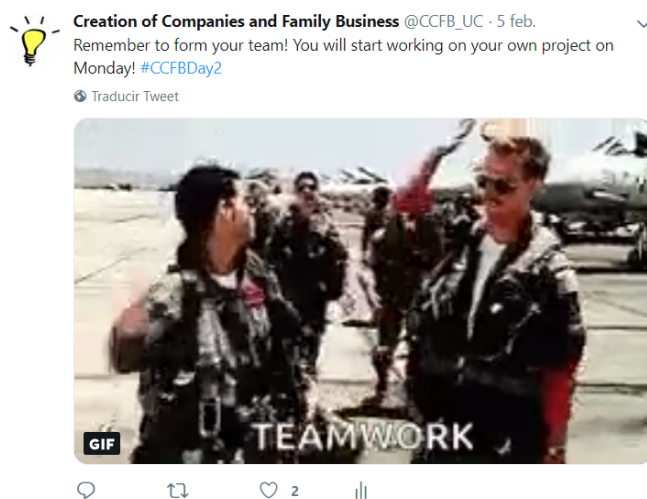 Creation of Companies and Family Business @CCFB_UC · 5 feb.
Remember to form your team! You will start working on your own project on
Monday! #CCFBDay2
Traducir Tweet
TEAMWORK
GIF
2